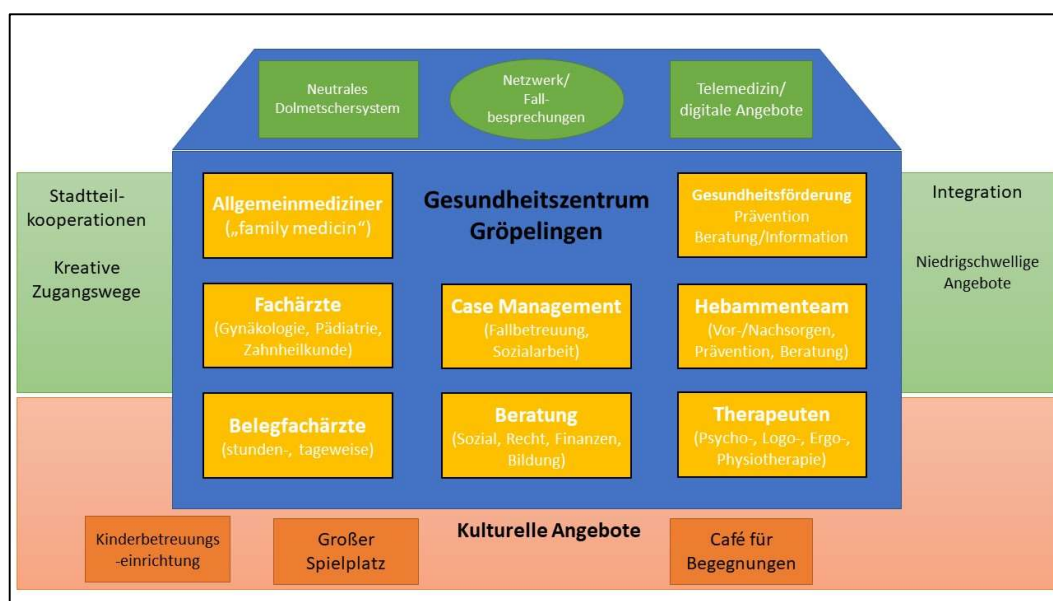 Neutrales
Dolmetschersystem
Netzwerk/
Fall-
besprechungen
Telemedizin/
digitale Angebote
Stadtteil-
kooperationen
Kreative
Zugangswege
Allgemeinmediziner
(„family medicin“)
Gesundheitszentrum
Gröpelingen
Gesundheitsförderung
Prävention
Beratung/Information
Integration
Niedrigschwellige
Angebote
Fachärzte
(Gynäkologie, Pädiatrie,
Zahnheilkunde)
Case Management
(Fallbetreuung,
Sozialarbeit)
Hebammenteam
(Vor-/Nachsorgen,
Prävention, Beratung)
Belegfachärzte
(stunden-, tageweise)
Beratung
(Sozial, Recht, Finanzen,
Bildung)
Therapeuten
(Psycho-, Logo-, Ergo-,
Physiotherapie)
Kulturelle Angebote
Kinderbetreuungs
-einrichtung
Großer
Spielplatz
Café für
Begegnungen